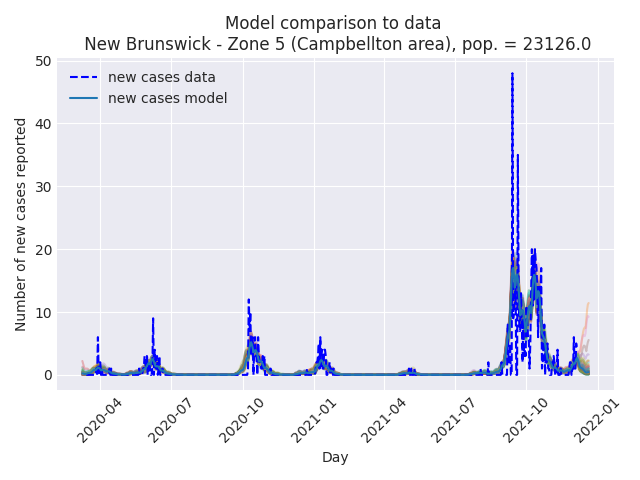 Model comparison to data
New Brunswick - Zone 5 (Campbellton area), pop. = 23126.0
new cases data
new cases model
Number of new cases reported
50
40
30
20
10
0
2020-04
2020-07
2020-10
2021-01
2021-04
2021-07
2021-10
2022-01
Day